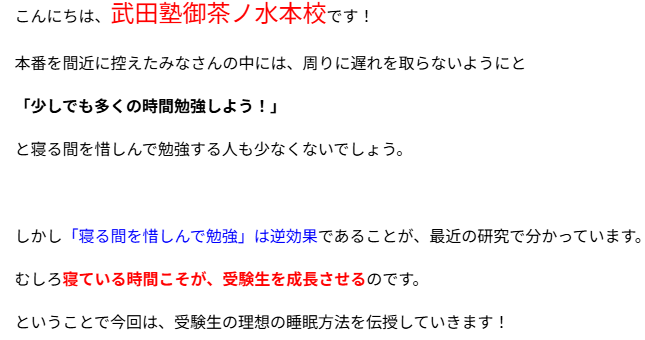 こんにちは、武田塾御茶ノ水本校です！
本番を間近に控えたみなさんの中には、周りに遅れを取らないようにと
「少しでも多くの時間勉強しよう！」
と寝る間を惜しんで勉強する人も少なくないでしょう。
しかし「寝る間を惜しんで勉強」は逆効果であることが、最近の研究で分かっています。
むしろ寝ている時間こそが、受験生を成長させるのです。
ということで今回は、受験生の理想の睡眠方法を伝授していきます！